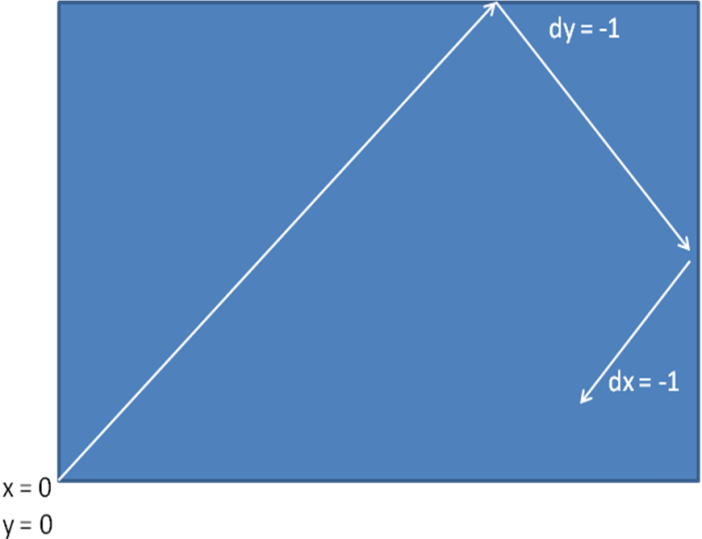 dy = -1
dx = -1
x = 0
y = 0